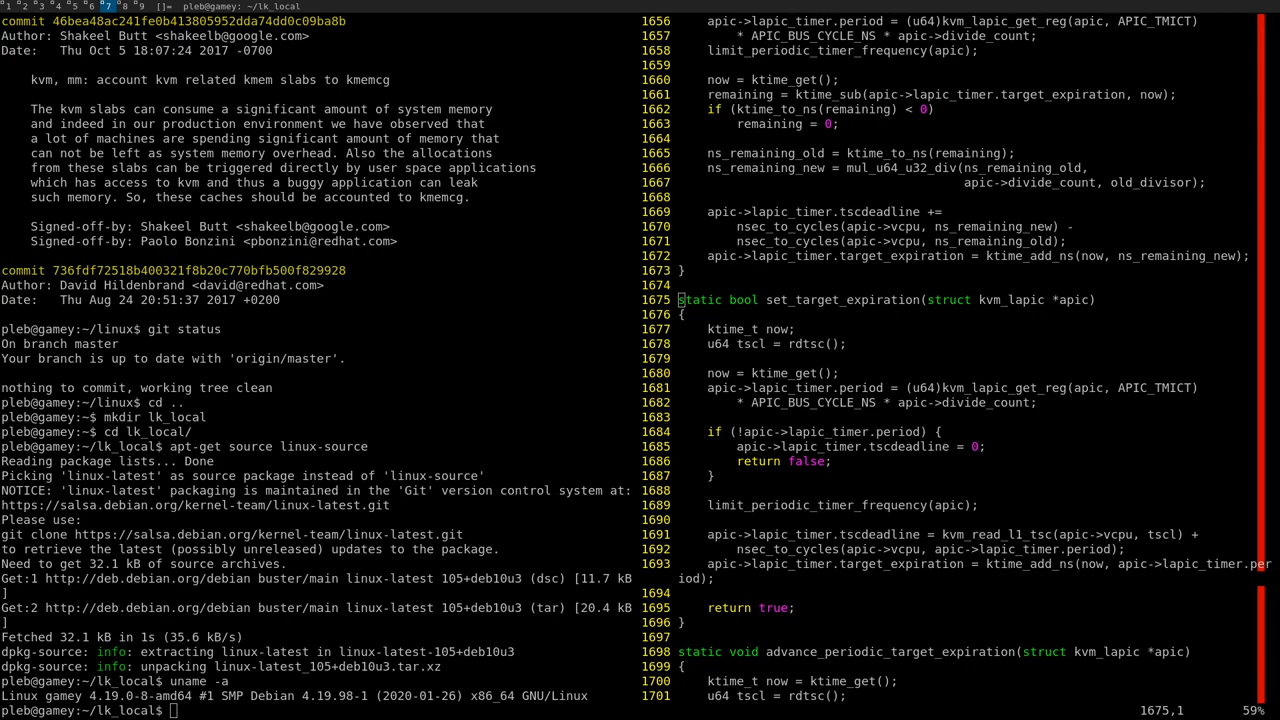 1 2 3 4 5 6 7 8 9 []= pleb@gamey: ~/lk_local
commit 46bea48ac241fe0b413805952dda74dd0c09ba8b
Author: Shakeel Butt <shakeelb@google.com>
Date:   Thu Oct 5 18:07:24 2017 -0700
    kvm, mm: account kvm related kmem slabs to kmemcg
    The kvm slabs can consume a significant amount of system memory
    and indeed in our production environment we have observed that
    a lot of machines are spending significant amount of memory that
    can not be left as system memory overhead. Also the allocations
    from these slabs can be triggered directly by user space applications
    which has access to kvm and thus a buggy application can leak
    such memory. So, these caches should be accounted to kmemcg.
    Signed-off-by: Shakeel Butt <shakeelb@google.com>
    Signed-off-by: Paolo Bonzini <pbonzini@redhat.com>
commit 736fdf72518b400321f8b20c770bfb500f829928
Author: David Hildenbrand <david@redhat.com>
Date:   Thu Aug 24 20:51:37 2017 +0200
pleb@gamey:~/linux$ git status
On branch master
Your branch is up to date with 'origin/master'.
nothing to commit, working tree clean
pleb@gamey:~/linux$ cd ..
pleb@gamey:~$ mkdir lk_local
pleb@gamey:~$ cd lk_local/
pleb@gamey:~/lk_local$ apt-get source linux-source
Reading package lists... Done
Picking 'linux-latest' as source package instead of 'linux-source'
NOTICE: 'linux-latest' packaging is maintained in the 'Git' version control system at:
https://salsa.debian.org/kernel-team/linux-latest.git
Please use:
git clone https://salsa.debian.org/kernel-team/linux-latest.git
to retrieve the latest (possibly unreleased) updates to the package.
Need to get 32.1 kB of source archives.
Get:1 http://deb.debian.org/debian buster/main linux-latest 105+deb10u3 (dsc) [11.7 kB
]
Get:2 http://deb.debian.org/debian buster/main linux-latest 105+deb10u3 (tar) [20.4 kB
]
Fetched 32.1 kB in 1s (35.6 kB/s)
dpkg-source: info: extracting linux-latest in linux-latest-105+deb10u3
dpkg-source: info: unpacking linux-latest_105+deb10u3.tar.xz
pleb@gamey:~/lk_local$ uname -a
Linux gamey 4.19.0-8-amd64 #1 SMP Debian 4.19.98-1 (2020-01-26) x86_64 GNU/Linux
pleb@gamey:~/lk_local$
1656     apic->lapic_timer.period = (u64)kvm_lapic_get_reg(apic, APIC_TMICT)
1657         * APIC_BUS_CYCLE_NS * apic->divide_count;
1658     limit_periodic_timer_frequency(apic);
1659
1660     now = ktime_get();
1661     remaining = ktime_sub(apic->lapic_timer.target_expiration, now);
1662     if (ktime_to_ns(remaining) < 0)
1663         remaining = 0;
1664
1665     ns_remaining_old = ktime_to_ns(remaining);
1666     ns_remaining_new = mul_u64_u32_div(ns_remaining_old,
1667                                        apic->divide_count, old_divisor);
1668
1669     apic->lapic_timer.tscdeadline +=
1670         nsec_to_cycles(apic->vcpu, ns_remaining_new) -
1671         nsec_to_cycles(apic->vcpu, ns_remaining_old);
1672     apic->lapic_timer.target_expiration = ktime_add_ns(now, ns_remaining_new);
1673 }
1674
1675 static bool set_target_expiration(struct kvm_lapic *apic)
1676 {
1677     ktime_t now;
1678     u64 tscl = rdtsc();
1679
1680     now = ktime_get();
1681     apic->lapic_timer.period = (u64)kvm_lapic_get_reg(apic, APIC_TMICT)
1682         * APIC_BUS_CYCLE_NS * apic->divide_count;
1683
1684     if (!apic->lapic_timer.period) {
1685         apic->lapic_timer.tscdeadline = 0;
1686         return false;
1687     }
1688
1689     limit_periodic_timer_frequency(apic);
1690
1691     apic->lapic_timer.tscdeadline = kvm_read_l1_tsc(apic->vcpu, tscl) +
1692         nsec_to_cycles(apic->vcpu, apic->lapic_timer.period);
1693     apic->lapic_timer.target_expiration = ktime_add_ns(now, apic->lapic_timer.per
iod);
1694
1695     return true;
1696 }
1697
1698 static void advance_periodic_target_expiration(struct kvm_lapic *apic)
1699 {
1700     ktime_t now = ktime_get();
1701     u64 tscl = rdtsc();
1675,1 59%